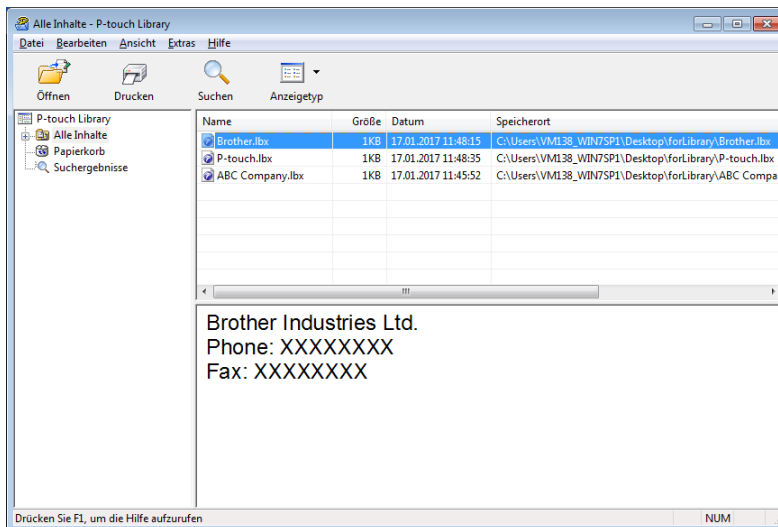 Alle Inhalte - P-touch Library
Datei Bearbeiten Ansicht Extras Hilfe
Öffnen Drucken Suchen Anzeigetyp
P-touch Library
Alle Inhalte
Papierkorb
Suchergebnisse
Name Größe Datum Speicherort
Brother.lbx 1KB 17.01.2017 11:48:15 C:\Users\VM138_WIN7SP1\Desktop\forLibrary\Brother.lbx
P-touch.lbx 1KB 17.01.2017 11:48:35 C:\Users\VM138_WIN7SP1\Desktop\forLibrary\P-touch.lbx
ABC Company.lbx 1KB 17.01.2017 11:45:52 C:\Users\VM138_WIN7SP1\Desktop\forLibrary\ABC Compa
Brother Industries Ltd.
Phone: XXXXXXXX
Fax: XXXXXXXX
Drücken Sie F1, um die Hilfe aufzurufen NUM